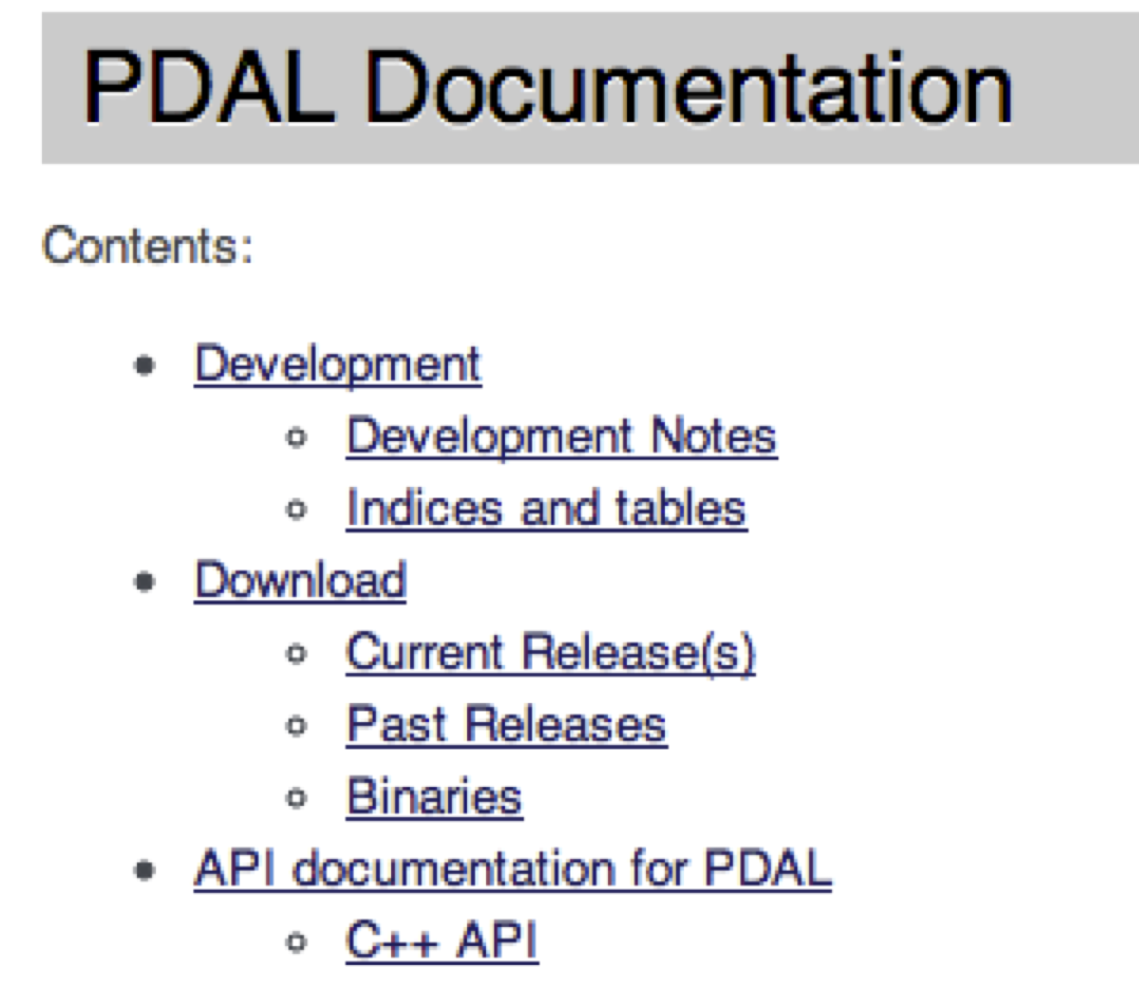 PDAL Documentation
Contents:
Development
Development Notes
Indices and tables
Download
Current Release(s)
Past Releases
Binaries
API documentation for PDAL
C++ API